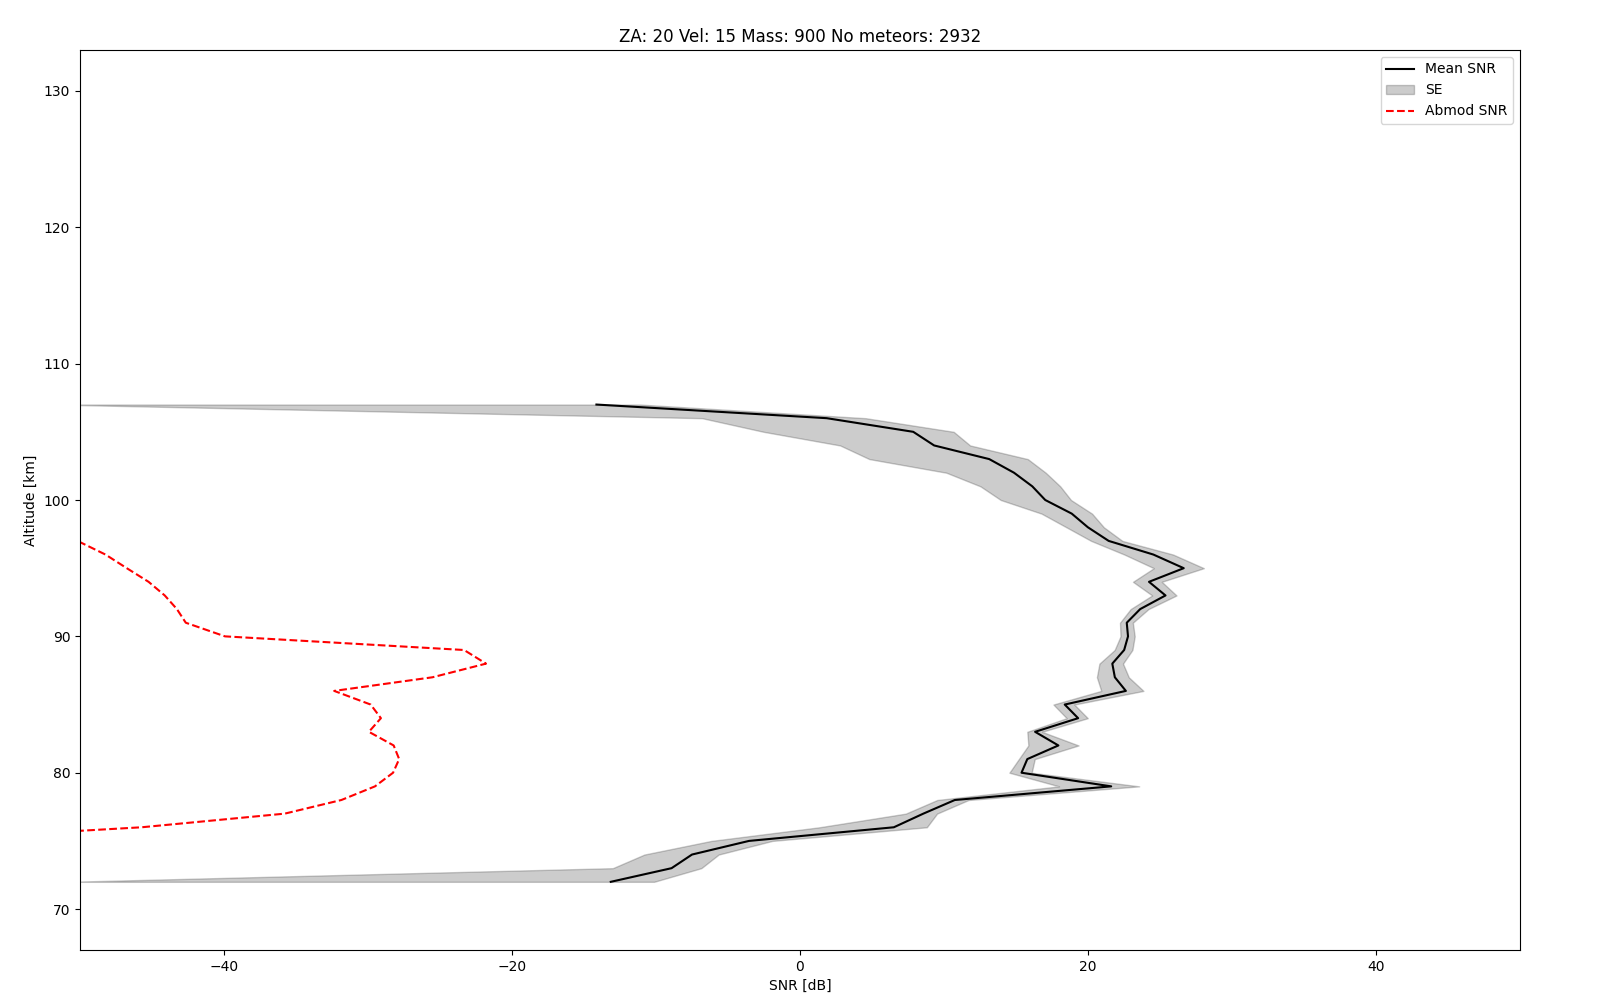 ZA: 20 Vel: 15 Mass: 900 No meteors: 2932
Mean SNR
SE
Abmod SNR
Altitude [km]
130
120
110
100
90
80
70
−40
−20
0
20
40
SNR [dB]